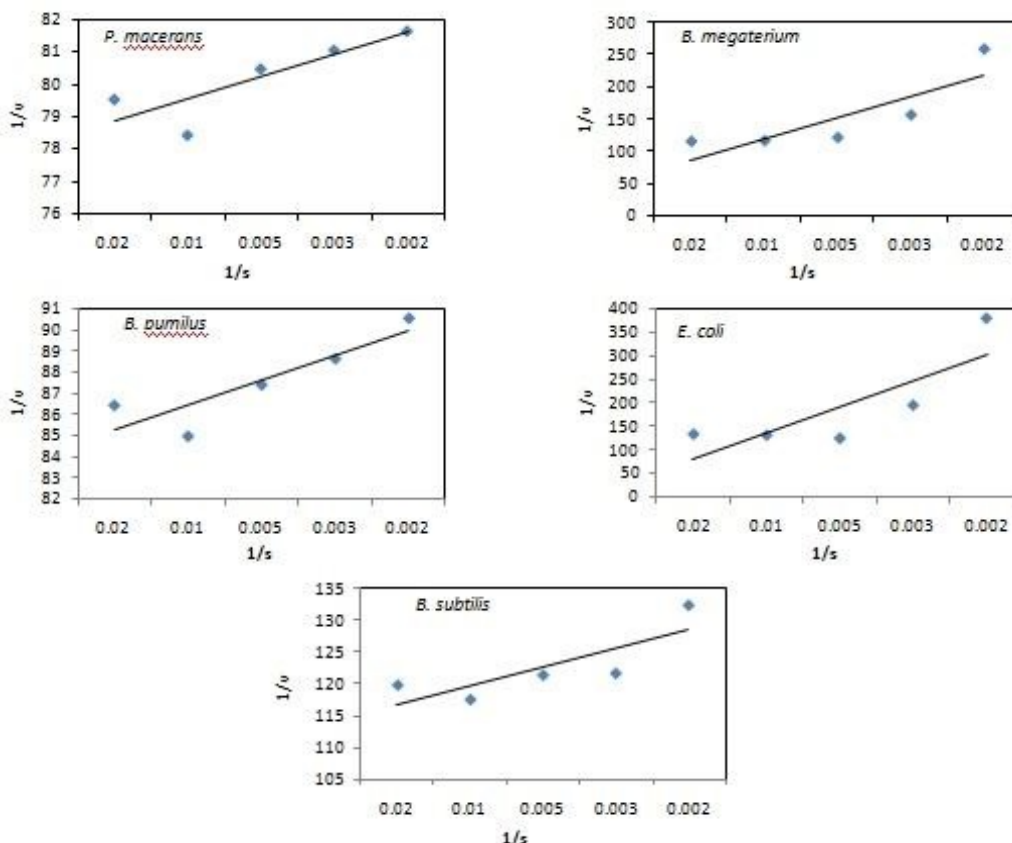 P. macerans
82
81
80
79
78
77
76
1/υ
0.02 0.01 0.005 0.003 0.002
1/s
B. megaterium
300
250
200
150
100
50
0
1/υ
0.02 0.01 0.005 0.003 0.002
1/s
B. pumilus
91
90
89
88
87
86
85
84
83
82
1/υ
0.02 0.01 0.005 0.003 0.002
1/s
E. coli
400
350
300
250
200
150
100
50
0
1/υ
0.02 0.01 0.005 0.003 0.002
1/s
B. subtilis
135
130
125
120
115
110
105
1/υ
0.02 0.01 0.005 0.003 0.002
1/s